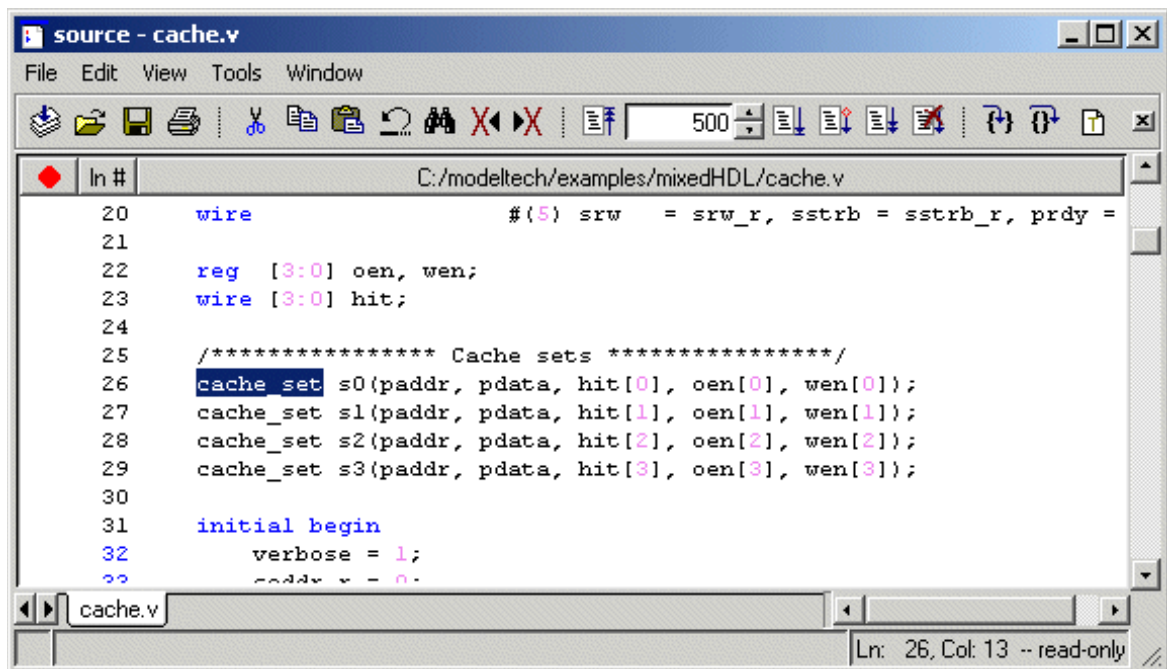 source - cache.v
File Edit View Tools Window
500
ln # C:/modeltech/examples/mixedHDL/cache.v
20 wire #(5) srw = srw_r, sstrb = sstrb_r, prdy =
21
22 reg [3:0] oen, wen;
23 wire [3:0] hit;
24
25 /**************** Cache sets ****************/
26 cache_set s0(paddr, pdata, hit[0], oen[0], wen[0]);
27 cache_set s1(paddr, pdata, hit[1], oen[1], wen[1]);
28 cache_set s2(paddr, pdata, hit[2], oen[2], wen[2]);
29 cache_set s3(paddr, pdata, hit[3], oen[3], wen[3]);
30
31 initial begin
32 verbose = 1;
cache.v
Ln: 26, Col: 13 -- read-only